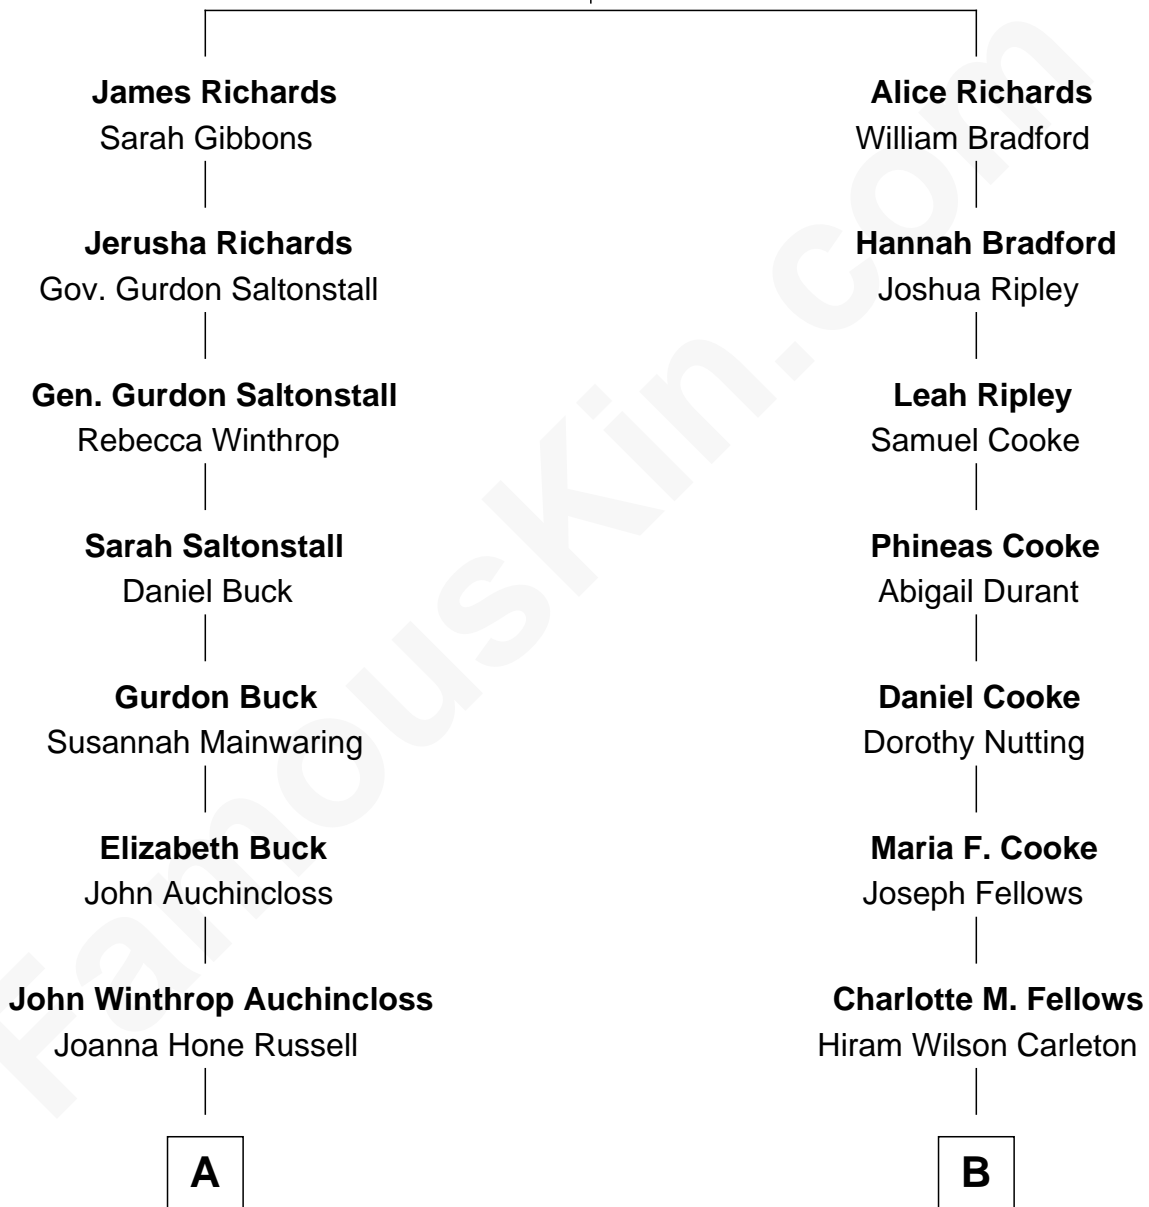 James Richards
Sarah Gibbons
Jerusha Richards
Gov. Gurdon Saltonstall
Gen. Gurdon Saltonstall
Rebecca Winthrop
Sarah Saltonstall
Daniel Buck
Gurdon Buck
Susannah Mainwaring
Elizabeth Buck
John Auchincloss
John Winthrop Auchincloss
Joanna Hone Russell
A
Alice Richards
William Bradford
Hannah Bradford
Joshua Ripley
Leah Ripley
Samuel Cooke
Phineas Cooke
Abigail Durant
Daniel Cooke
Dorothy Nutting
Maria F. Cooke
Joseph Fellows
Charlotte M. Fellows
Hiram Wilson Carleton
B
FamousKin.com